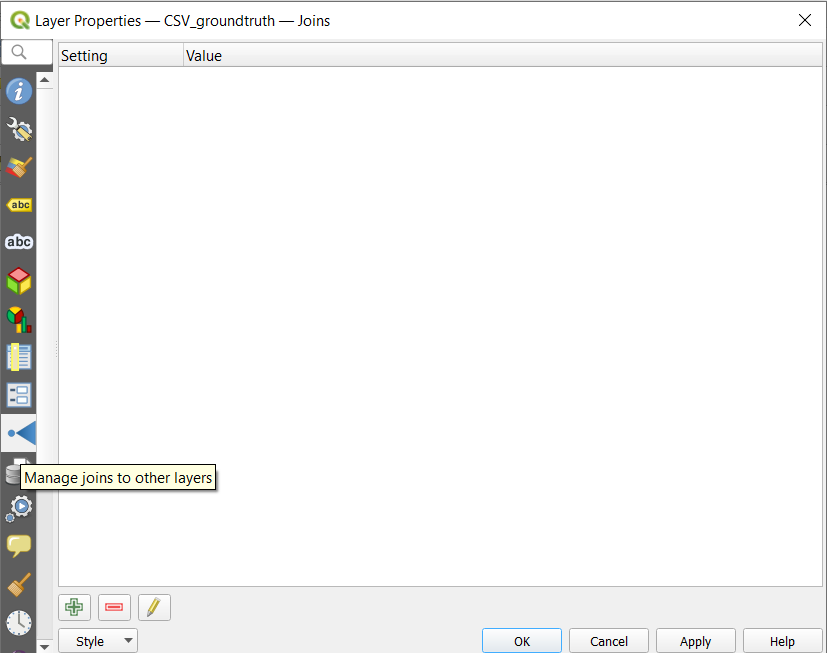 Layer Properties — CSV_groundtruth — Joins
Setting Value
abc
abc
Manage joins to other layers
Style OK Cancel Apply Help